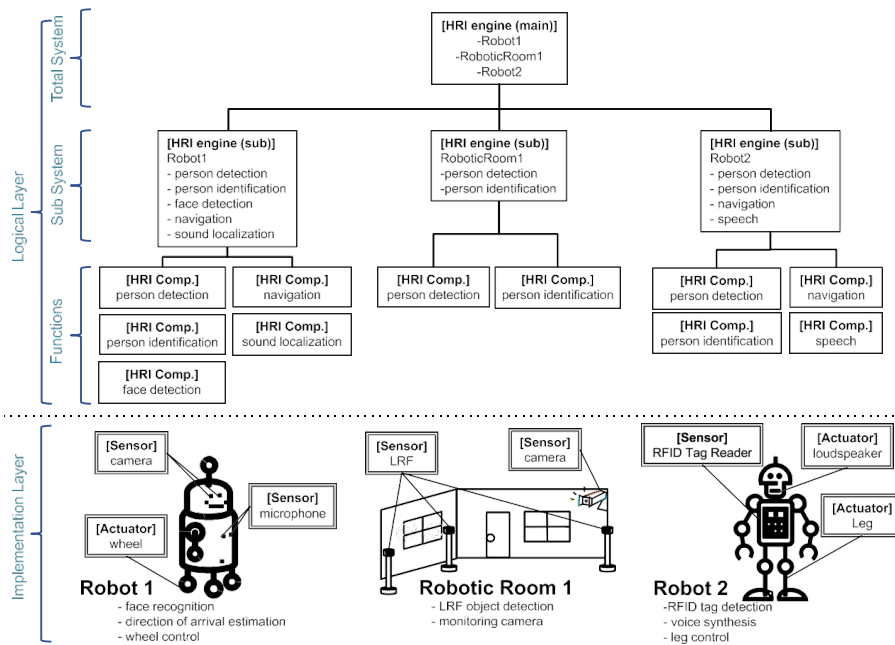 [HRI engine (main)]
-Robot1
-RoboticRoom1
-Robot2
Total System
Logical Layer
Sub System
[HRI engine (sub)]
Robot1
- person detection
- person identification
- face detection
- navigation
- sound localization
[HRI engine (sub)]
RoboticRoom1
-person detection
-person identification
[HRI engine (sub)]
Robot2
- person detection
- person identification
- navigation
- speech
Functions
[HRI Comp.]
person detection
[HRI Comp.]
navigation
[HRI Comp.]
person identification
[HRI Comp.]
sound localization
[HRI Comp.]
face detection
[HRI Comp.]
person detection
[HRI Comp.]
person identification
[HRI Comp.]
person detection
[HRI Comp.]
navigation
[HRI Comp.]
person identification
[HRI Comp.]
speech
Implementation Layer
[Sensor]
camera
[Sensor]
microphone
[Actuator]
wheel
Robot 1
- face recognition
- direction of arrival estimation
- wheel control
[Sensor]
LRF
[Sensor]
camera
Robotic Room 1
- LRF object detection
- monitoring camera
[Sensor]
RFID Tag Reader
[Actuator]
loudspeaker
[Actuator]
Leg
Robot 2
-RFID tag detection
- voice synthesis
- leg control